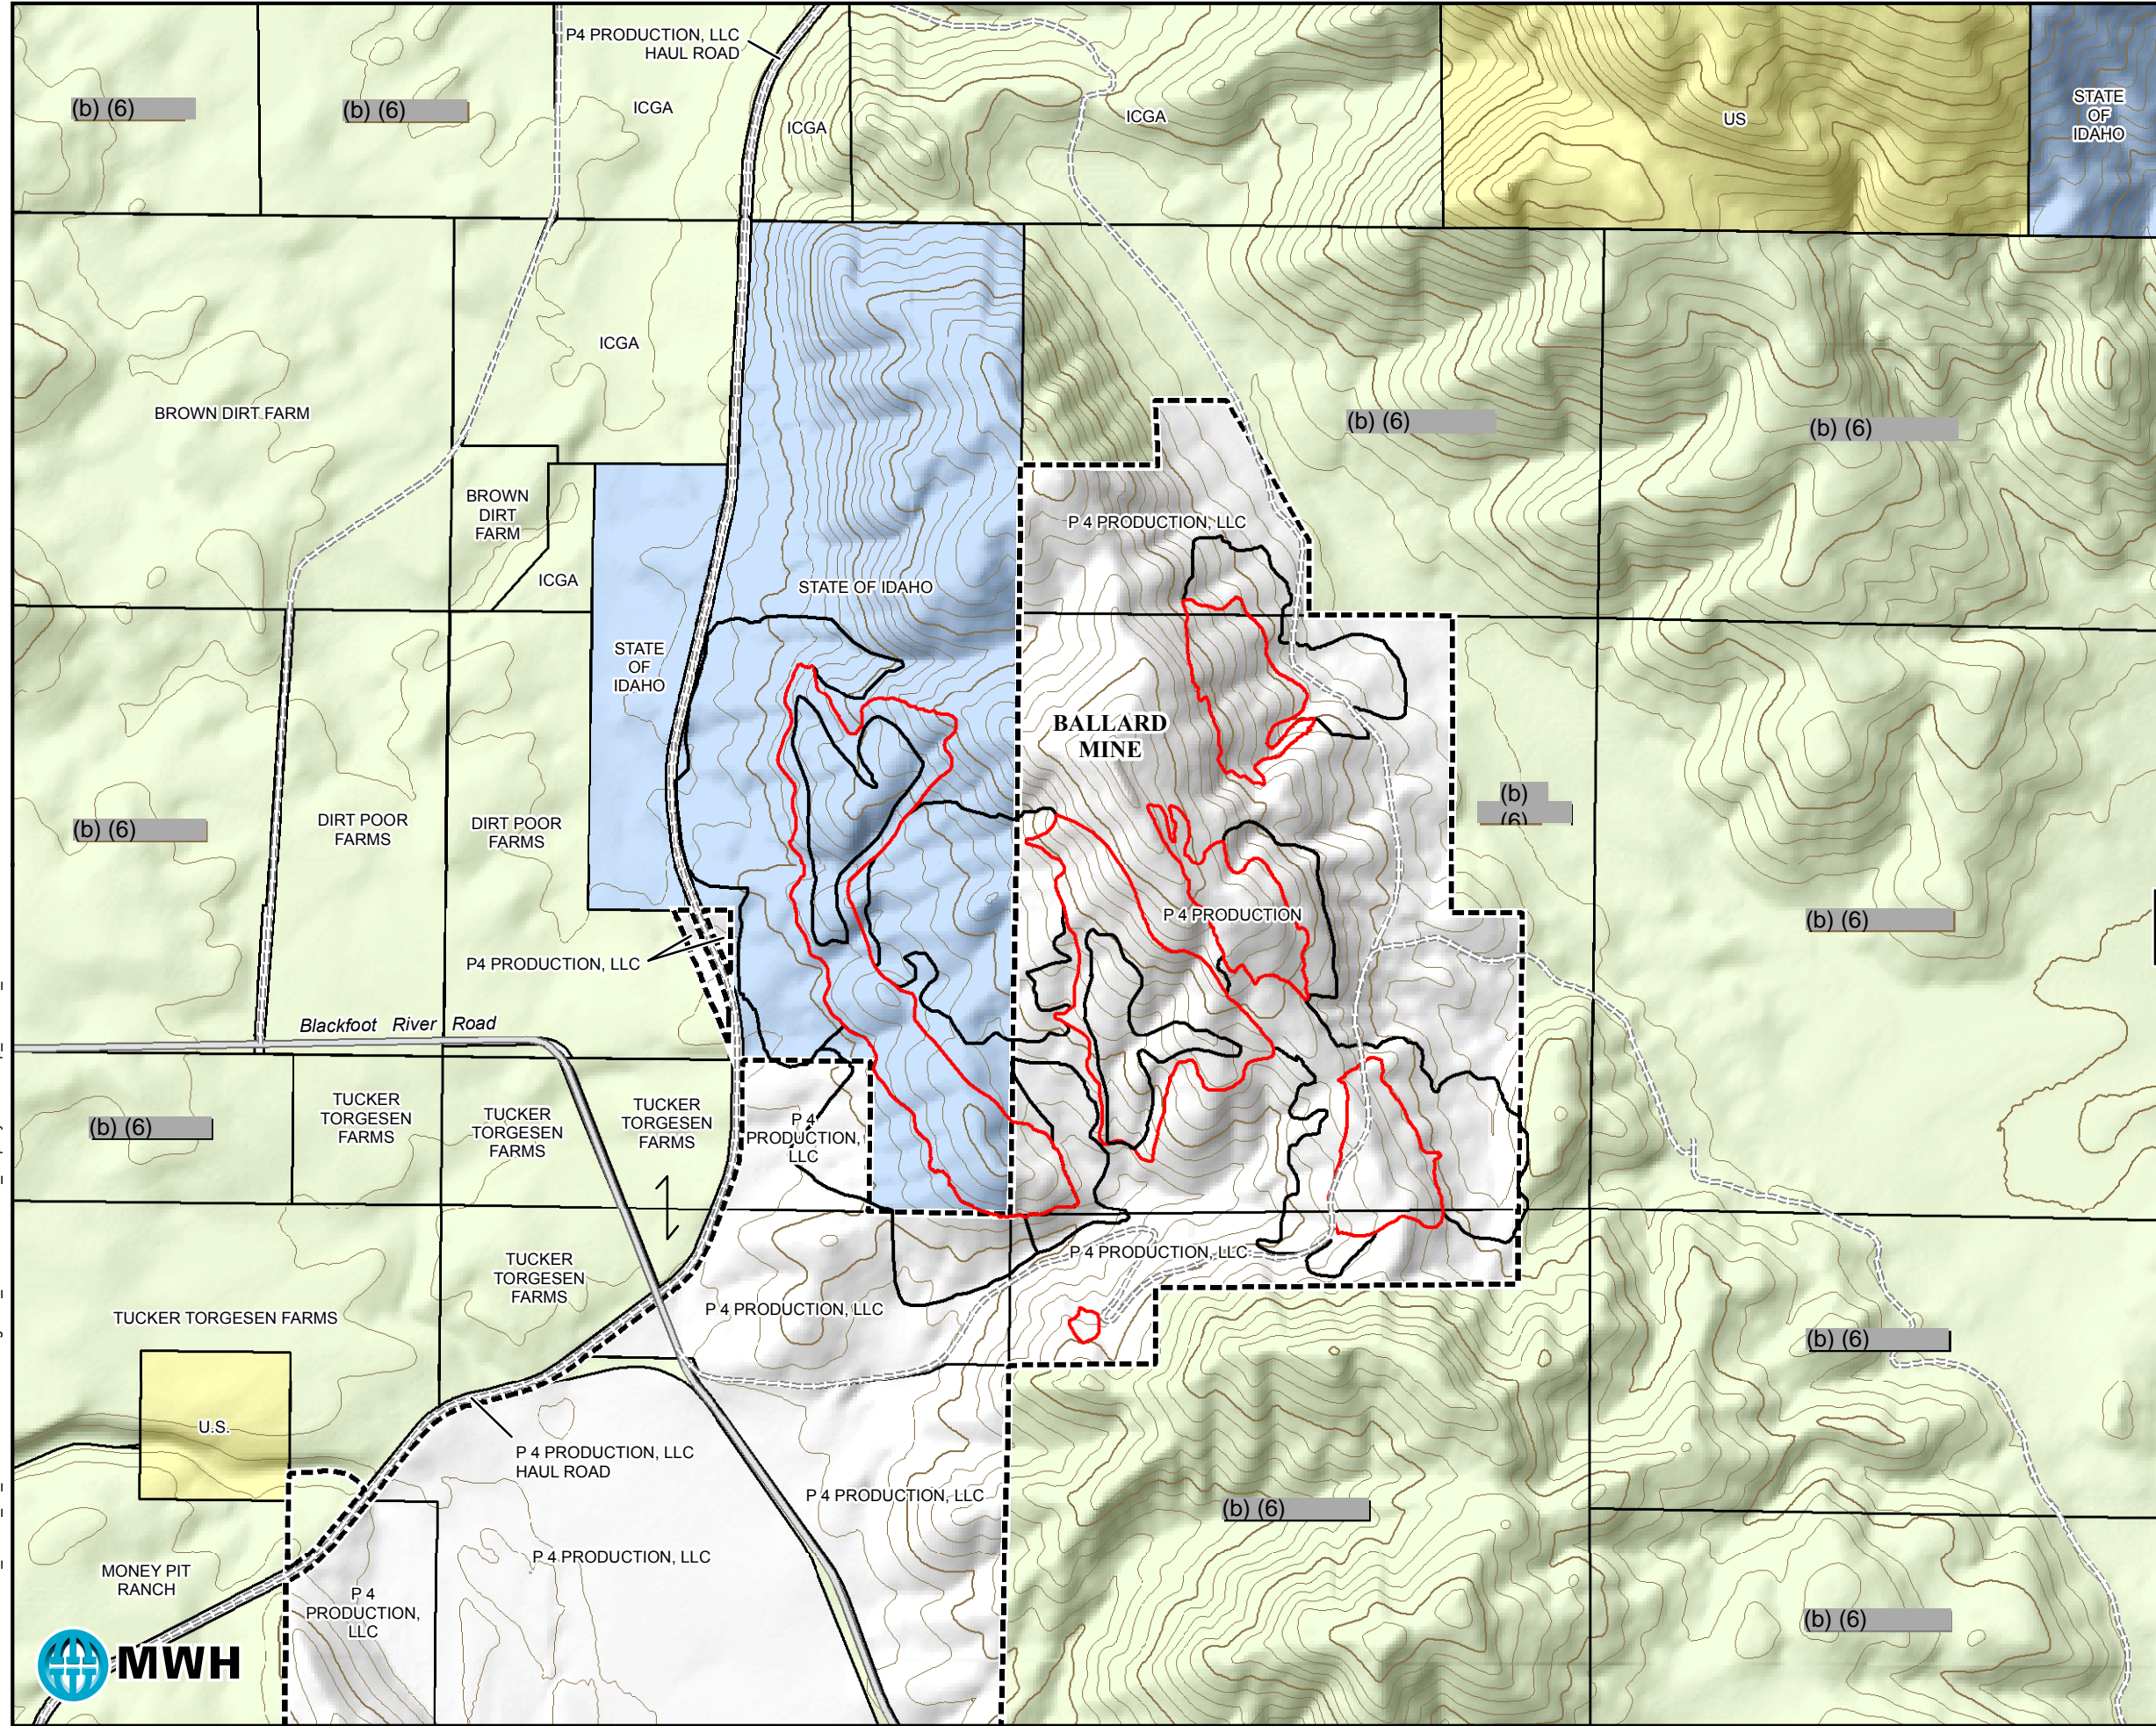 P4 PRODUCTION, LLC
HAUL ROAD
(b) (6)
(b) (6)
ICGA
ICGA
ICGA
US
STATE
OF
IDAHO
ICGA
BROWN DIRT FARM
(b) (6)
(b) (6)
BROWN
DIRT
FARM
P 4 PRODUCTION, LLC
ICGA
STATE OF IDAHO
STATE
OF
IDAHO
BALLARD
MINE
(b)
(6)
(b) (6)
DIRT POOR
FARMS
DIRT POOR
FARMS
P 4 PRODUCTION
(b) (6)
P4 PRODUCTION, LLC
Blackfoot River Road
(b) (6)
TUCKER
TORGESEN
FARMS
TUCKER
TORGESEN
FARMS
TUCKER
TORGESEN
FARMS
P 4
PRODUCTION,
LLC
TUCKER
TORGESEN
FARMS
P 4 PRODUCTION, LLC
P 4 PRODUCTION, LLC
TUCKER TORGESEN FARMS
(b) (6)
U.S.
P 4 PRODUCTION, LLC
HAUL ROAD
P 4 PRODUCTION, LLC
(b) (6)
P 4 PRODUCTION, LLC
MONEY PIT
RANCH
P 4
PRODUCTION,
LLC
(b) (6)
MWH